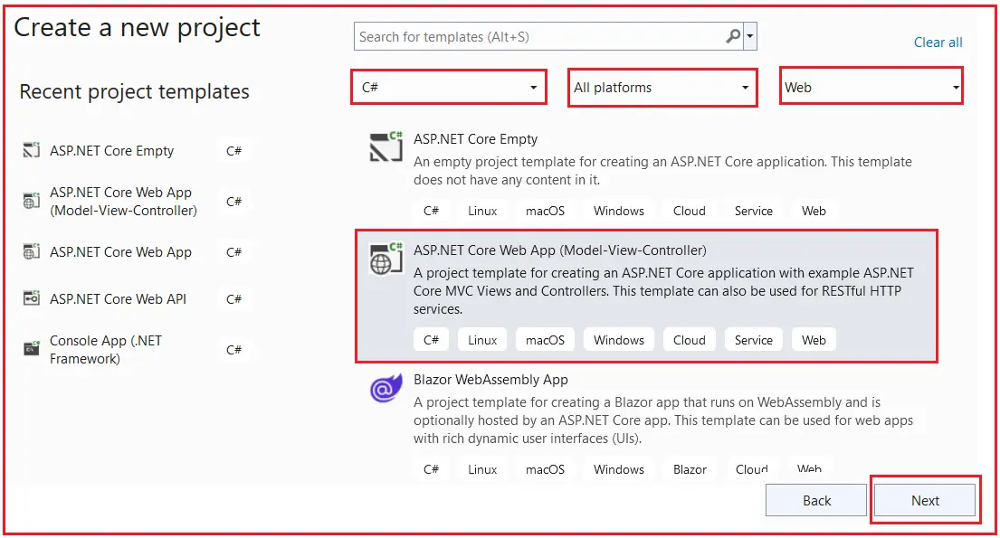 Create a new project
Search for templates (Alt+S)
Clear all
Recent project templates
C#
All platforms
Web
ASP.NET Core Empty
C#
ASP.NET Core Web App
(Model-View-Controller)
C#
ASP.NET Core Web App
C#
ASP.NET Core Web API
C#
Console App (.NET
Framework)
C#
ASP.NET Core Empty
An empty project template for creating an ASP.NET Core application. This template
does not have any content in it.
C# Linux macOS Windows Cloud Service Web
ASP.NET Core Web App (Model-View-Controller)
A project template for creating an ASP.NET Core application with example ASP.NET
Core MVC Views and Controllers. This template can also be used for RESTful HTTP
services.
C# Linux macOS Windows Cloud Service Web
Blazor WebAssembly App
A project template for creating a Blazor app that runs on WebAssembly and is
optionally hosted by an ASP.NET Core app. This template can be used for web apps
with rich dynamic user interfaces (UIs).
C# Linux macOS Windows Blazor Cloud Web
Back
Next